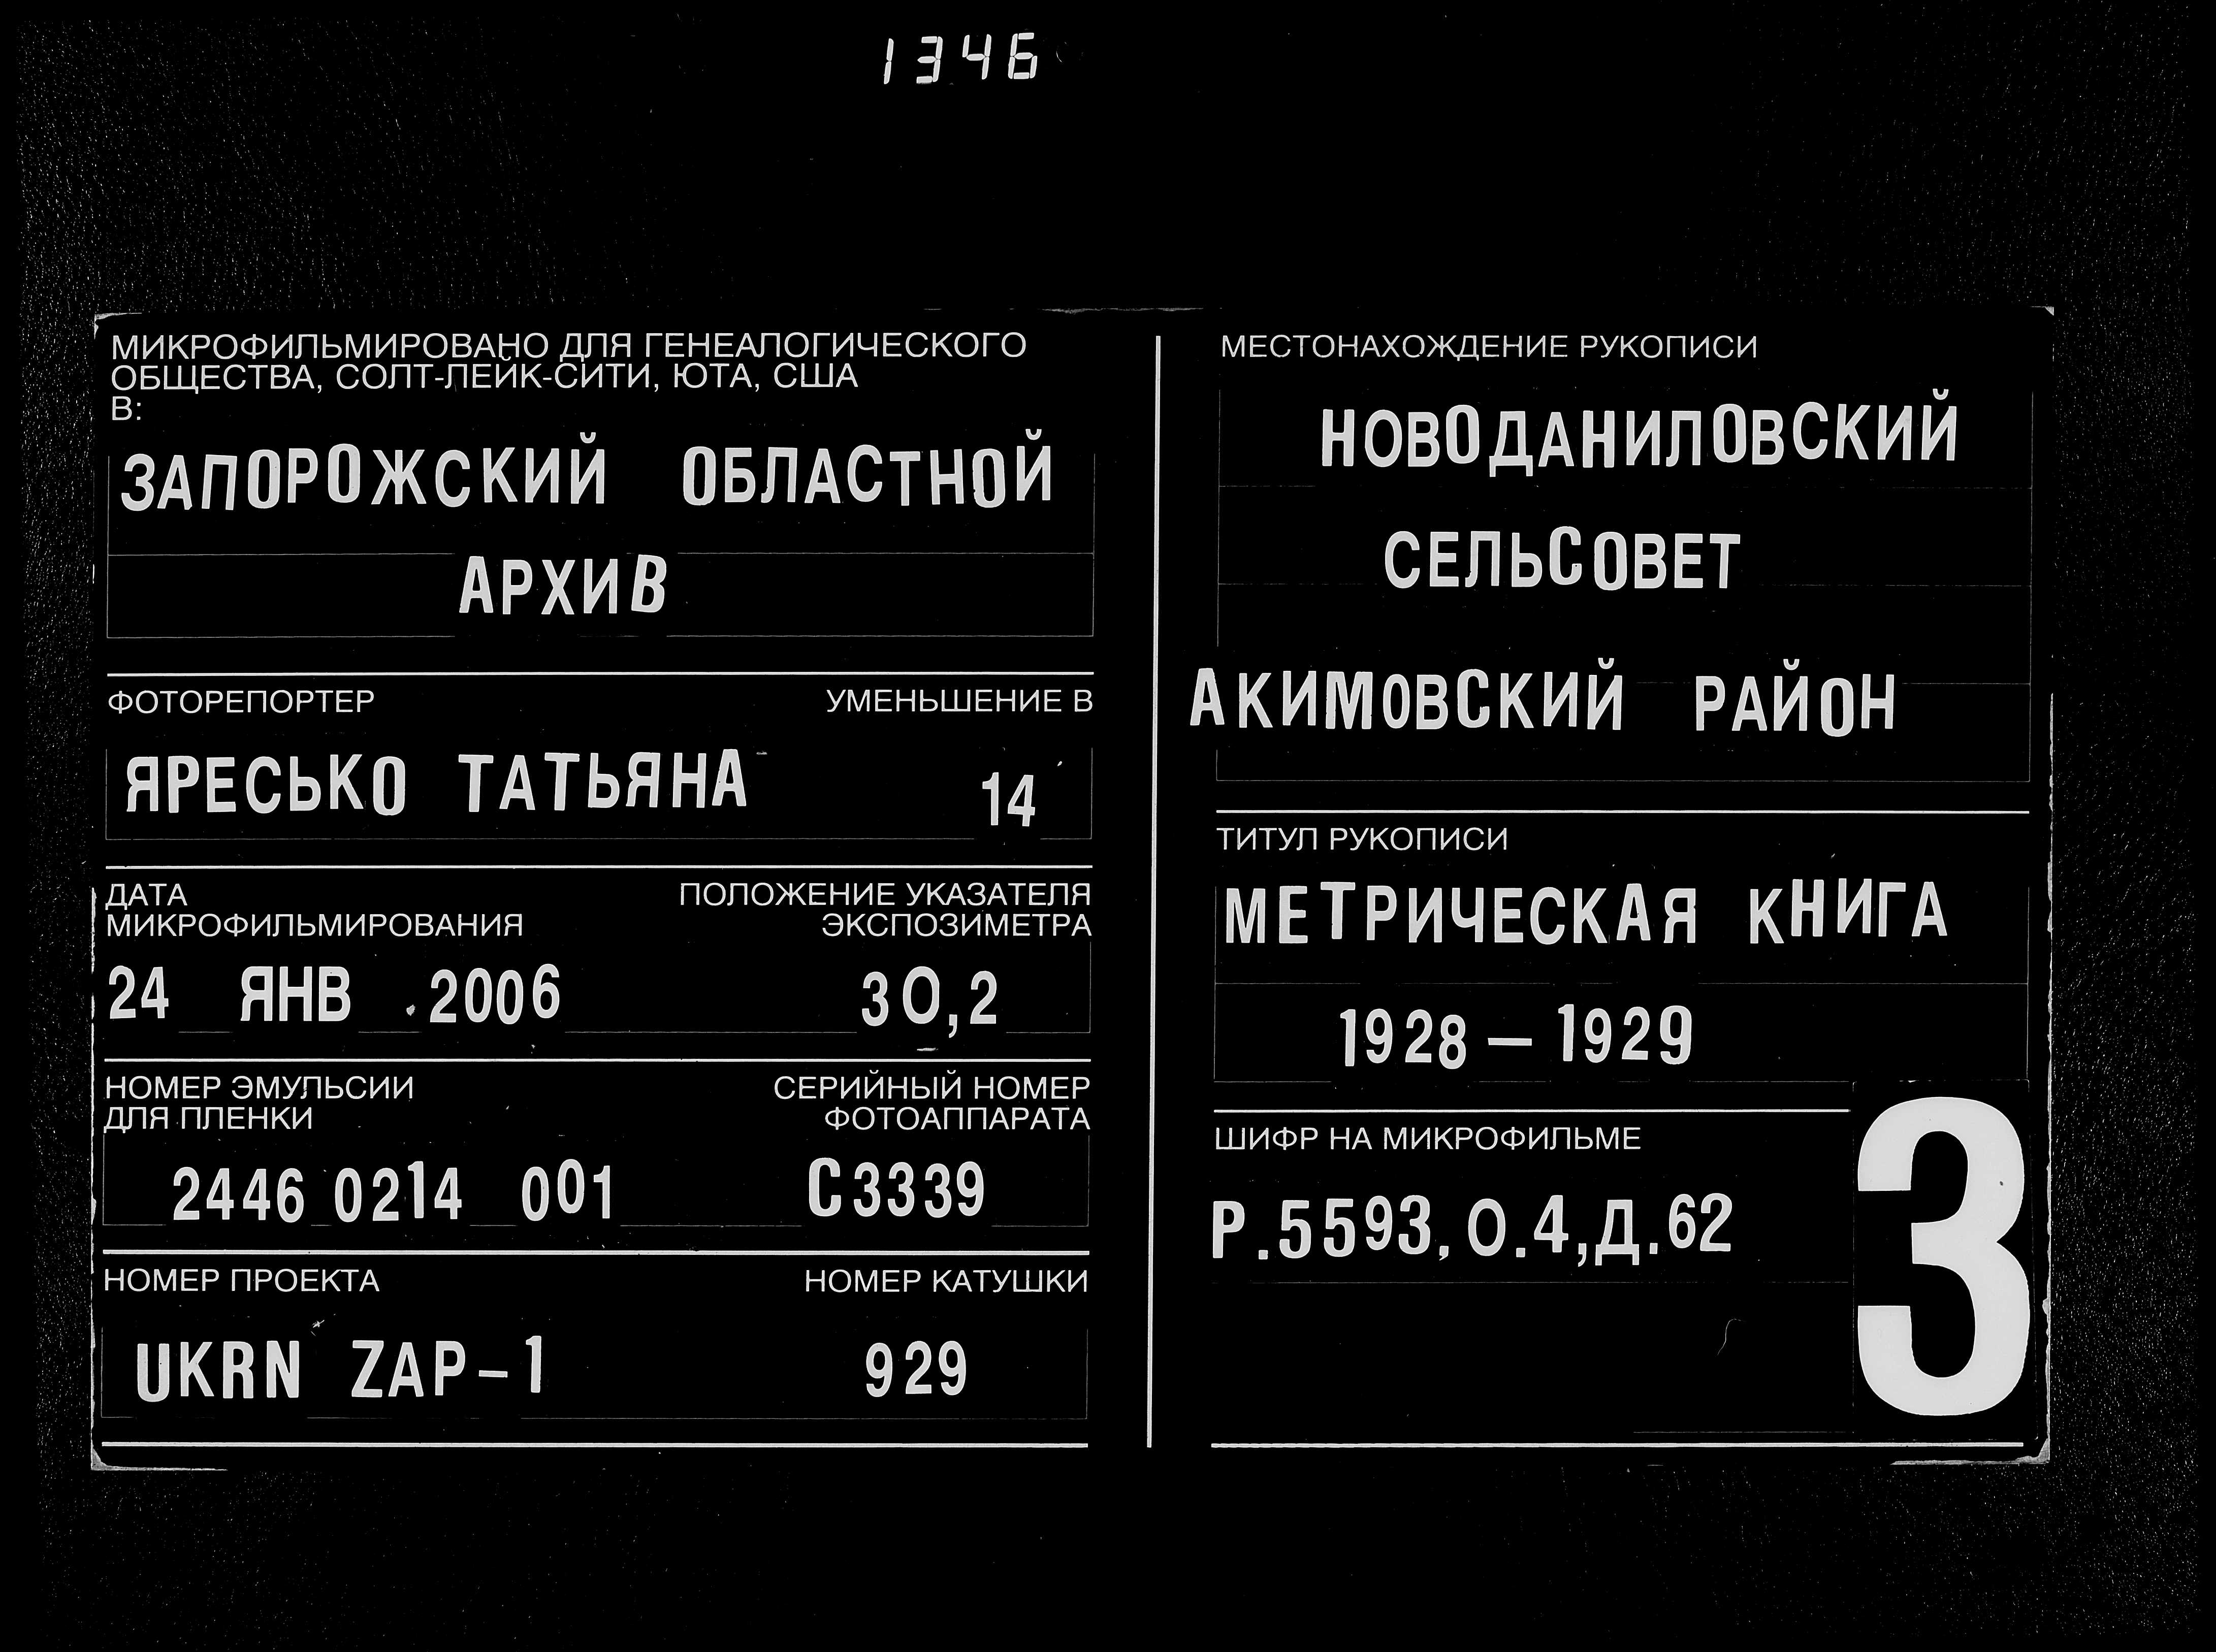 1346
МИКРОФИЛЬМИРОВАНО ДЛЯ ГЕНЕАЛОГИЧЕСКОГО
ОБЩЕСТВА, СОЛТ-ЛЕЙК-СИТИ, ЮТА, США
В:
ЗАПОРОЖСКИЙ ОБЛАСТНОЙ
АРХИВ
ФОТОРЕПОРТЕР УМЕНЬШЕНИЕ В
ЯРЕСЬКО ТАТЬЯНА 14
ДАТА ПОЛОЖЕНИЕ УКАЗАТЕЛЯ
МИКРОФИЛЬМИРОВАНИЯ ЭКСПОЗИМЕТРА
24 ЯНВ .2006 30,2
НОМЕР ЭМУЛЬСИИ СЕРИЙНЫЙ НОМЕР
ДЛЯ ПЛЕНКИ ФОТОАППАРАТА
2446 0214 001 С3339
НОМЕР ПРОЕКТА НОМЕР КАТУШКИ
UKRN ZAP-1 929
МЕСТОНАХОЖДЕНИЕ РУКОПИСИ
НОВОДАНИЛОВСКИЙ
СЕЛЬСОВЕТ
АКИМОВСКИЙ РАЙОН
ТИТУЛ РУКОПИСИ
МЕТРИЧЕСКАЯ КНИГА
1928 — 1929
ШИФР НА МИКРОФИЛЬМЕ
Р.5593, О.4,Д.62
3